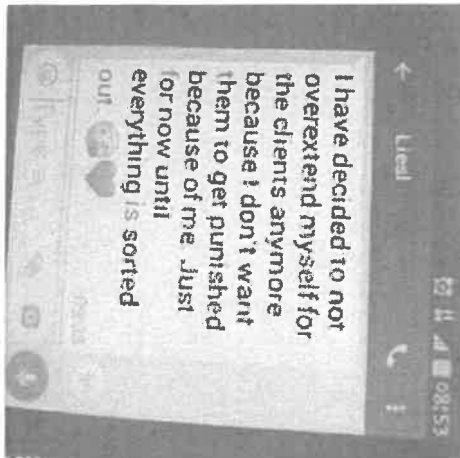 Liesl
08:53
I have decided to not
overextend myself for
the clients anymore
because I don't want
them to get punished
because of me. Just
for now until
everything is sorted
out